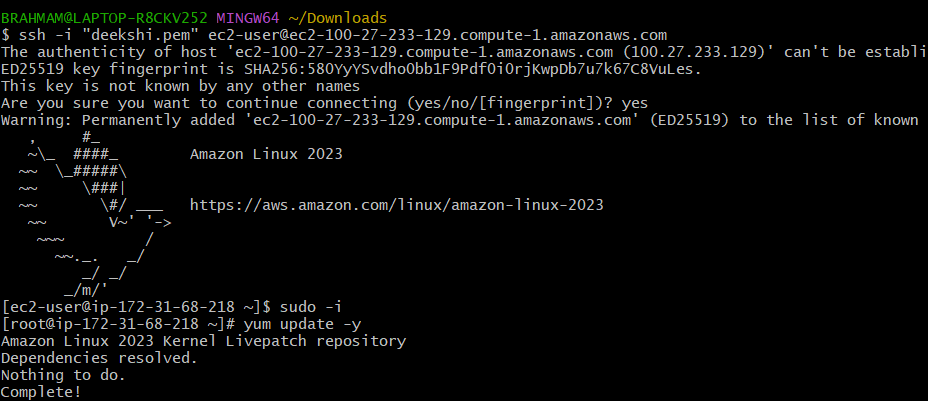 BRAHMAM@LAPTOP-R8CKV252 MINGW64 ~/Downloads
$ ssh -i "deekshi.pem" ec2-user@ec2-100-27-233-129.compute-1.amazonaws.com
The authenticity of host 'ec2-100-27-233-129.compute-1.amazonaws.com (100.27.233.129)' can't be establi
ED25519 key fingerprint is SHA256:580YyYSvdho0bb1F9Pdf0i0rjKwpDb7u7k67C8VuLes.
This key is not known by any other names
Are you sure you want to continue connecting (yes/no/[fingerprint])? yes
Warning: Permanently added 'ec2-100-27-233-129.compute-1.amazonaws.com' (ED25519) to the list of known
   ,     #_
   ~\_  ####_        Amazon Linux 2023
  ~~  \_#####\
  ~~     \###|
  ~~       \#/ ___   https://aws.amazon.com/linux/amazon-linux-2023
   ~~       V~' '->
    ~~~         /
      ~~._.   _/
         _/ _/
       _/m/'
[ec2-user@ip-172-31-68-218 ~]$ sudo -i
[root@ip-172-31-68-218 ~]# yum update -y
Amazon Linux 2023 Kernel Livepatch repository
Dependencies resolved.
Nothing to do.
Complete!